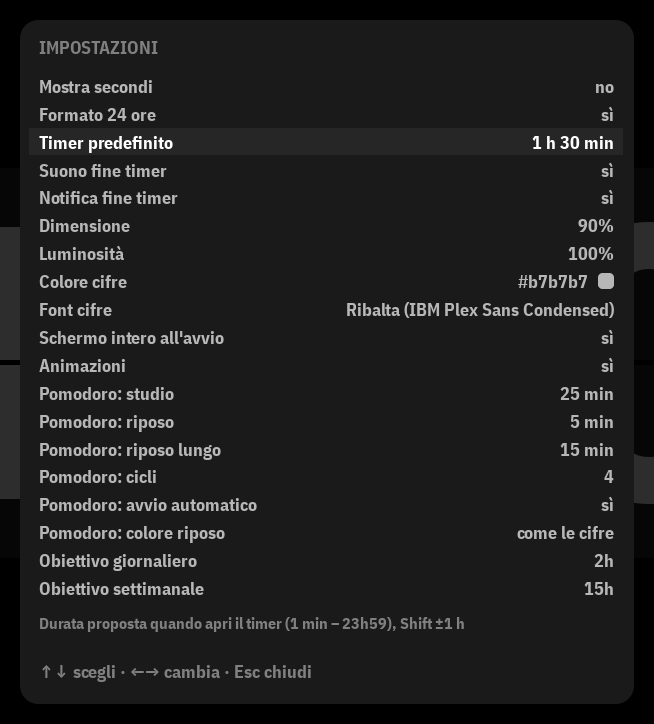 IMPOSTAZIONI
Mostra secondi no
Formato 24 ore sì
Timer predefinito 1 h 30 min
Suono fine timer sì
Notifica fine timer sì
Dimensione 90%
Luminosità 100%
Colore cifre #b7b7b7
Font cifre Ribalta (IBM Plex Sans Condensed)
Schermo intero all'avvio sì
Animazioni sì
Pomodoro: studio 25 min
Pomodoro: riposo 5 min
Pomodoro: riposo lungo 15 min
Pomodoro: cicli 4
Pomodoro: avvio automatico sì
Pomodoro: colore riposo come le cifre
Obiettivo giornaliero 2h
Obiettivo settimanale 15h
Durata proposta quando apri il timer (1 min – 23h59), Shift ±1 h
↑↓ scegli · ←→ cambia · Esc chiudi